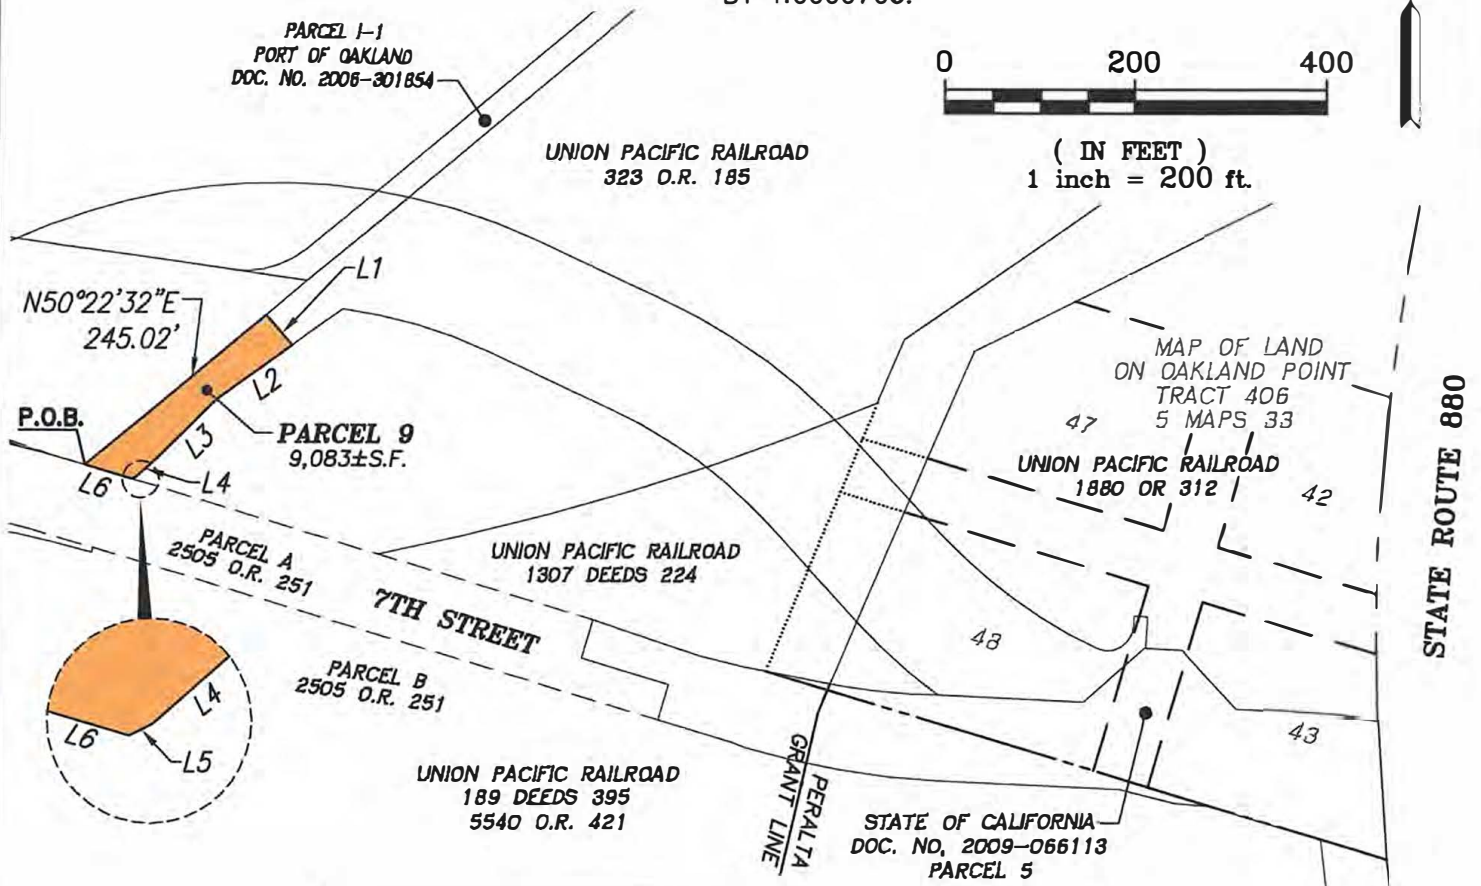 PARCEL I-1
PORT OF OAKLAND
DOC. NO. 2006-301854
0 200 400
( IN FEET )
1 inch = 200 ft.
UNION PACIFIC RAILROAD
323 O.R. 185
L1
N50°22'32"E
245.02'
L2
P.O.B.
L3
PARCEL 9
9,083±S.F.
L6
L4
MAP OF LAND
ON OAKLAND POINT
TRACT 406
5 MAPS 33
47
UNION PACIFIC RAILROAD
1880 OR 312
42
STATE ROUTE 880
PARCEL A
2505 O.R. 251
UNION PACIFIC RAILROAD
1307 DEEDS 224
7TH STREET
48
PARCEL B
2505 O.R. 251
L4
L6
L5
43
UNION PACIFIC RAILROAD
189 DEEDS 395
5540 O.R. 421
PERALTA
GRANT LINE
STATE OF CALIFORNIA
DOC. NO. 2009-066113
PARCEL 5